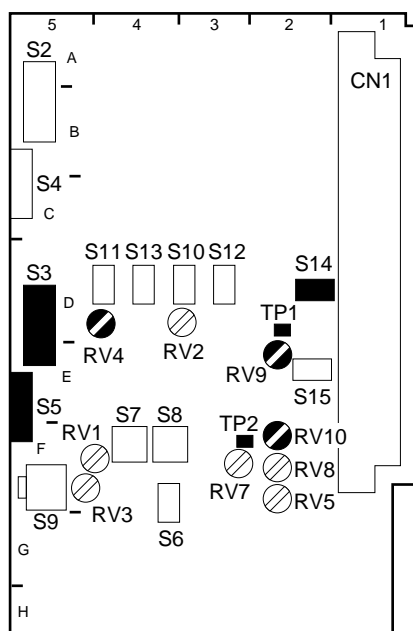 5 4 3 2 1
S2
A
CN1
B
S4
C
S11 S13 S10 S12
S3
S14
D
TP1
RV4
RV2
RV9
E
S15
S5
S7 S8
RV1
TP2
RV10
F
RV8
RV7
RV3
RV5
S9
S6
G
H